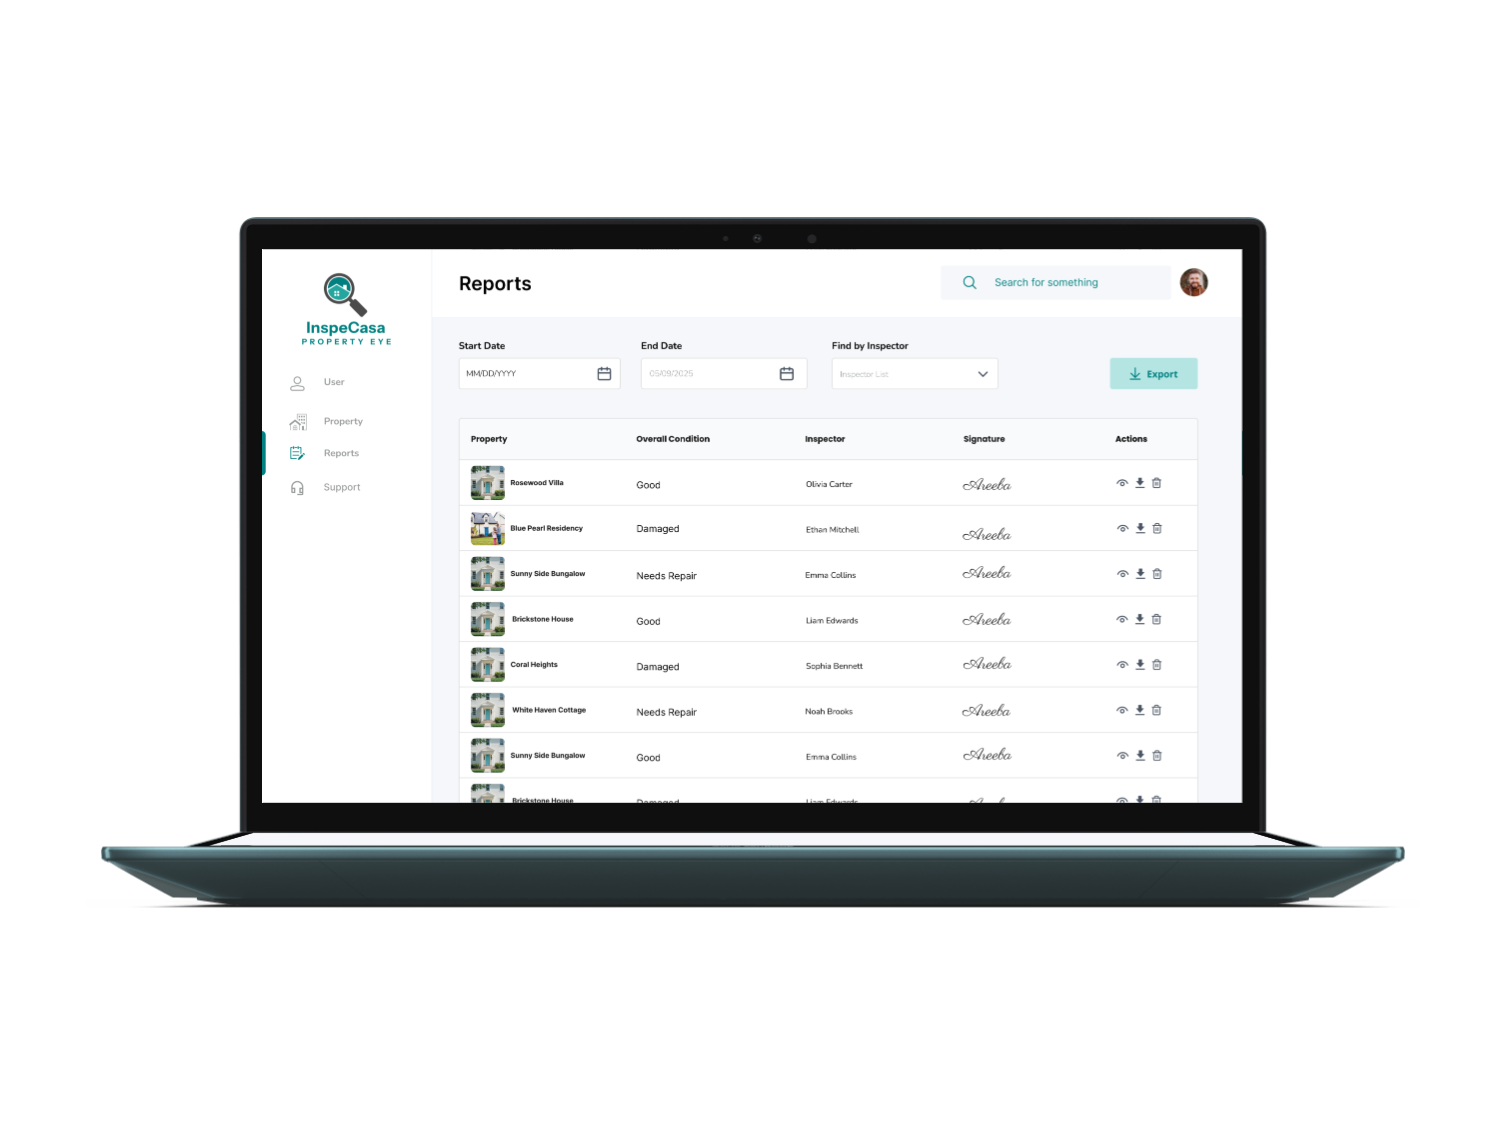 InspeCasa
PROPERTY EYE
User
Property
Reports
Support
Reports
Search for something
Start Date
End Date
Find by Inspector
MM/DD/YYYY
05/09/2025
Inspector List
Export
Property Overall Condition Inspector Signature Actions
Rosewood Villa Good Olivia Carter Areeba
Blue Pearl Residency Damaged Ethan Mitchell Areeba
Sunny Side Bungalow Needs Repair Emma Collins Areeba
Brickstone House Good Liam Edwards Areeba
Coral Heights Damaged Sophia Bennett Areeba
White Haven Cottage Needs Repair Noah Brooks Areeba
Sunny Side Bungalow Good Emma Collins Areeba
Brickstone House Damaged Liam Edwards